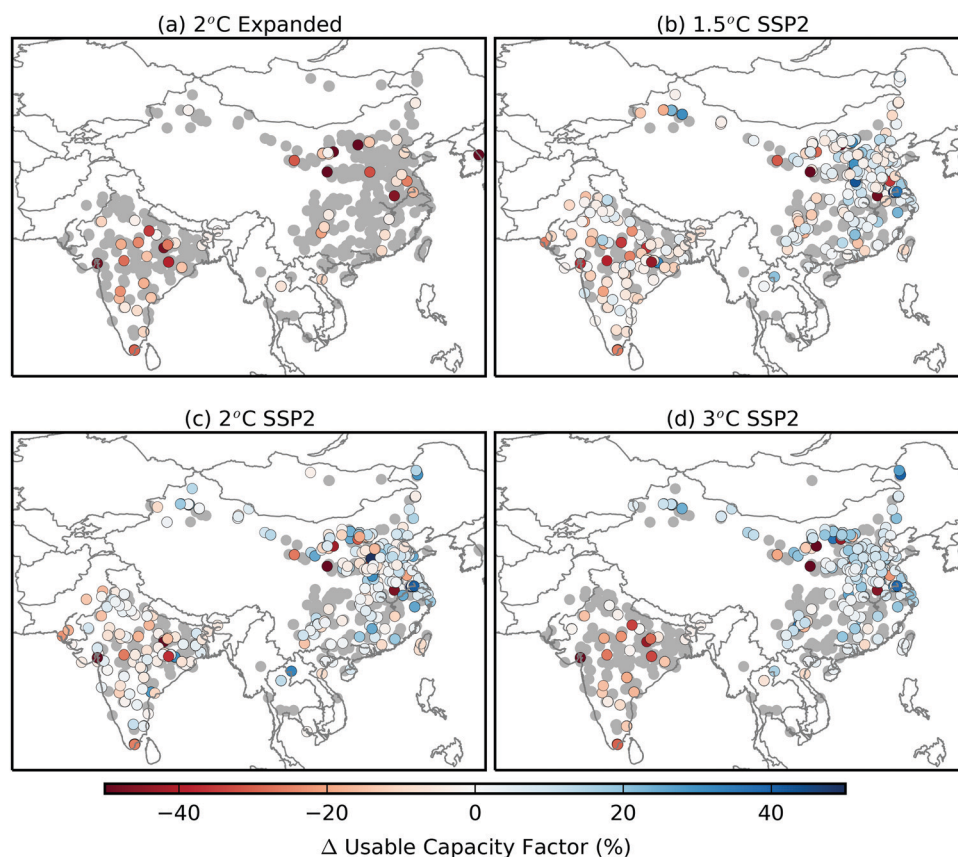 (a) 2°C Expanded
(b) 1.5°C SSP2
(c) 2°C SSP2
(d) 3°C SSP2
−40 −20 0 20 40
Δ Usable Capacity Factor (%)